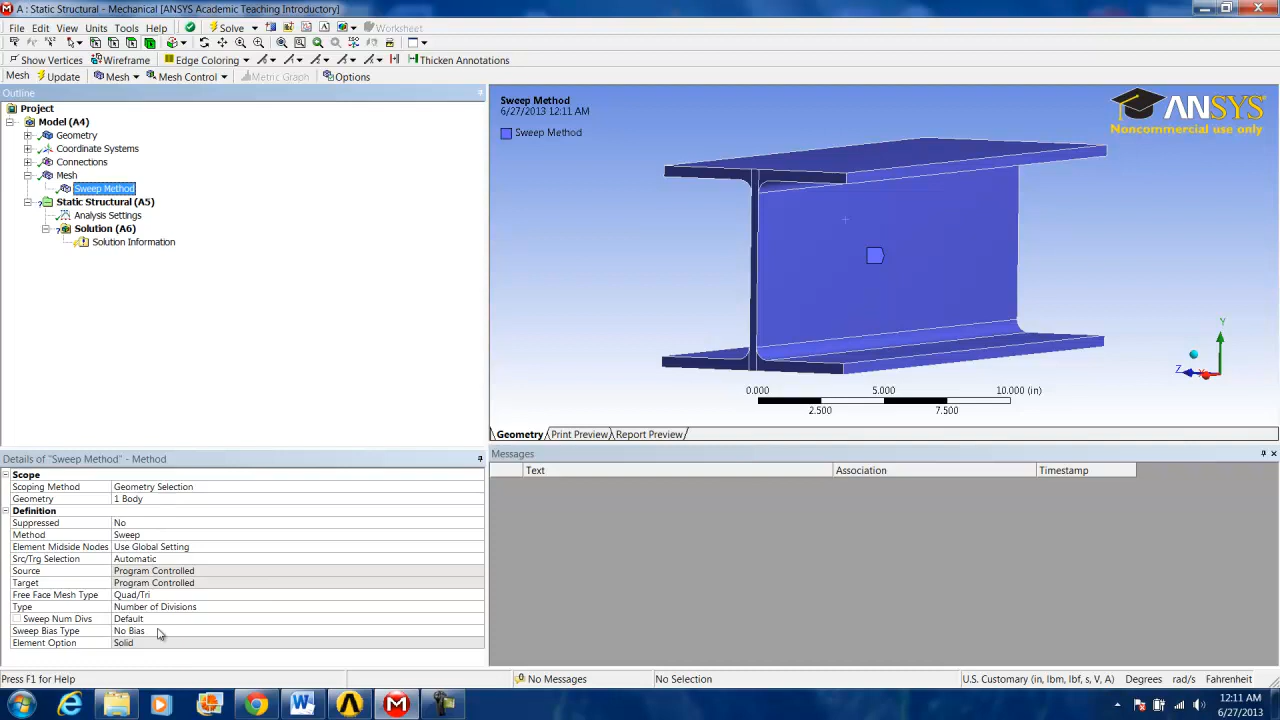 A : Static Structural - Mechanical [ANSYS Academic Teaching Introductory]
File Edit View Units Tools Help Solve Worksheet
Show Vertices Wireframe Edge Coloring Thicken Annotations
Mesh Update Mesh Mesh Control Metric Graph Options
Outline
Project
Model (A4)
Geometry
Coordinate Systems
Connections
Mesh
Sweep Method
Static Structural (A5)
Analysis Settings
Solution (A6)
Solution Information
Sweep Method
6/27/2013 12:11 AM
Sweep Method
ANSYS
Noncommercial use only
Y
Z
0.000 5.000 10.000 (in)
2.500 7.500
Geometry Print Preview Report Preview
Details of "Sweep Method" - Method
Scope
Scoping Method Geometry Selection
Geometry 1 Body
Definition
Suppressed No
Method Sweep
Element Midside Nodes Use Global Setting
Src/Trg Selection Automatic
Source Program Controlled
Target Program Controlled
Free Face Mesh Type Quad/Tri
Type Number of Divisions
Sweep Num Divs Default
Sweep Bias Type No Bias
Element Option Solid
Messages
Text Association Timestamp
Press F1 for Help No Messages No Selection U.S. Customary (in, lbm, lbf, s, V, A) Degrees rad/s Fahrenheit
12:11 AM
6/27/2013